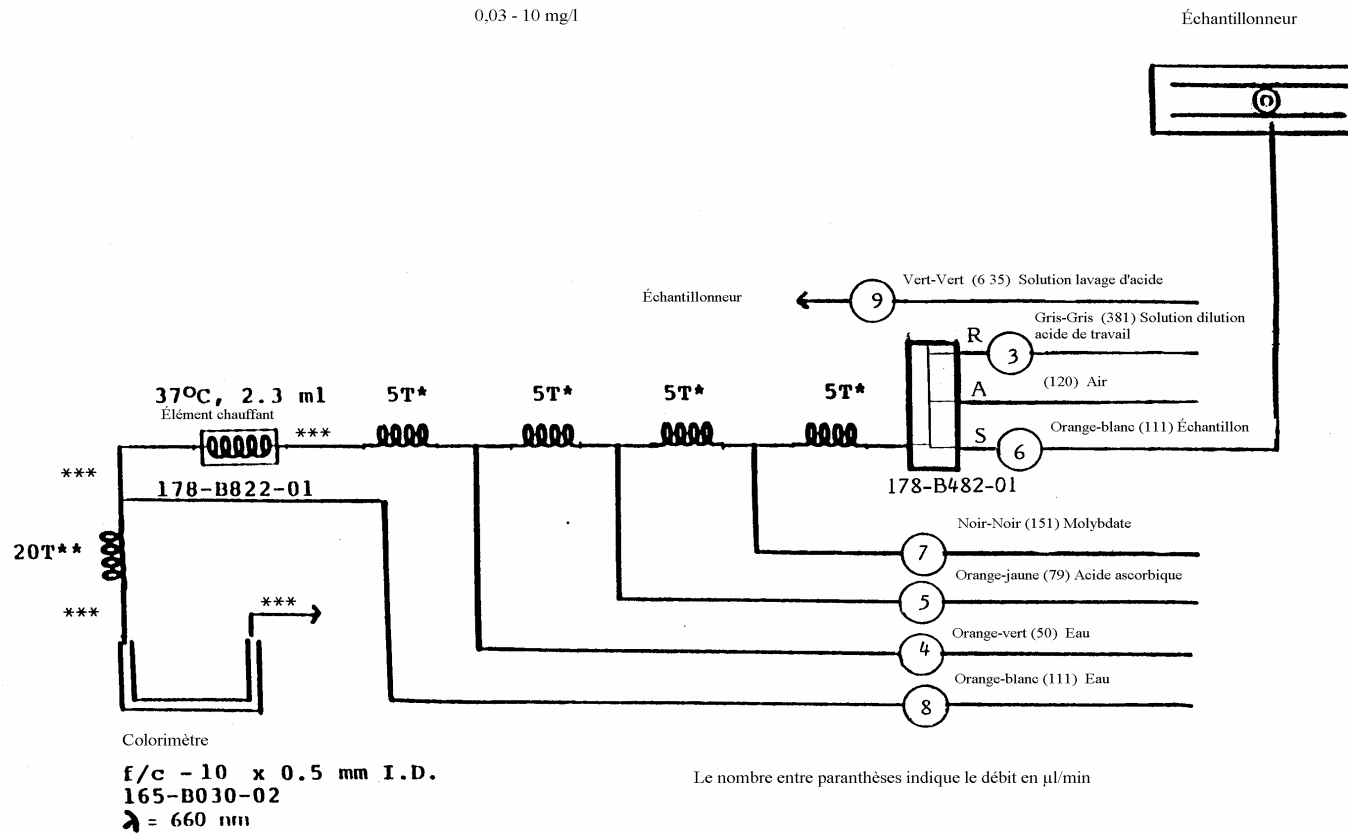 0,03 - 10 mg/l
Échantillonneur
Vert-Vert (6 35) Solution lavage d'acide
Échantillonneur
9
Gris-Gris (381) Solution dilution
acide de travail
R
3
37°C, 2.3 ml
5T*
5T*
5T*
5T*
A
(120) Air
Élément chauffant
***
S
6
Orange-blanc (111) Échantillon
***
178-B822-01
178-B482-01
Noir-Noir (151) Molybdate
20T**
7
Orange-jaune (79) Acide ascorbique
***
***
5
Orange-vert (50) Eau
4
Orange-blanc (111) Eau
8
Colorimètre
f/c - 10 x 0.5 mm I.D.
165-B030-02
λ = 660 nm
Le nombre entre paranthèses indique le débit en µl/min